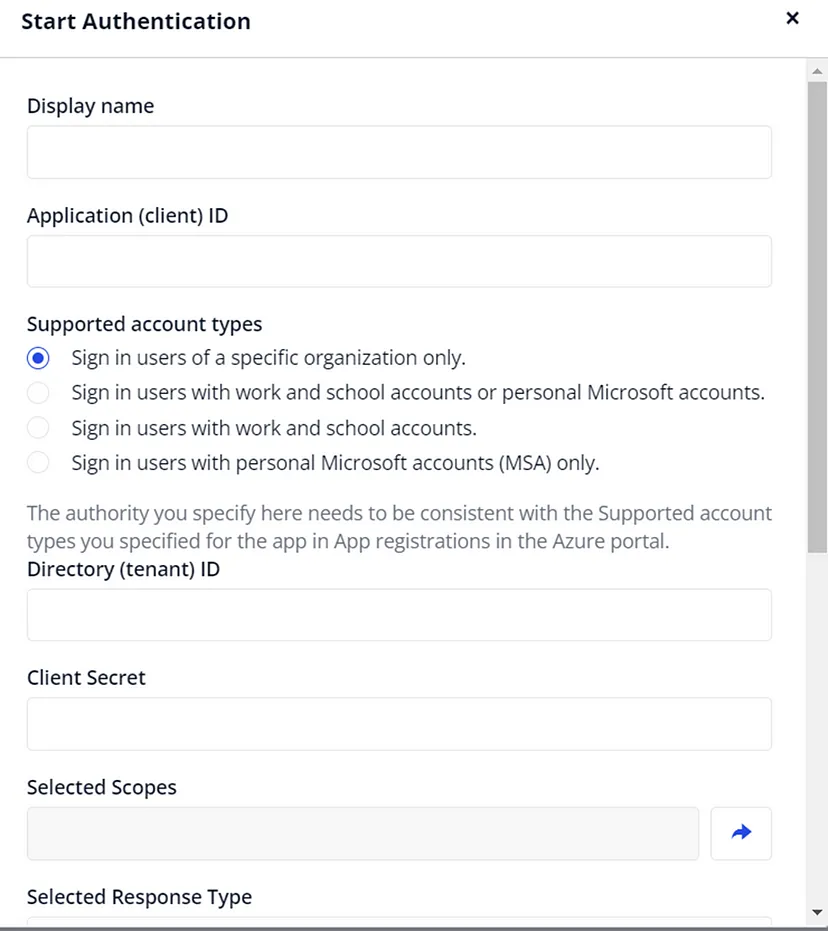 Start Authentication
Display name
Application (client) ID
Supported account types
Sign in users of a specific organization only.
Sign in users with work and school accounts or personal Microsoft accounts.
Sign in users with work and school accounts.
Sign in users with personal Microsoft accounts (MSA) only.
The authority you specify here needs to be consistent with the Supported account
types you specified for the app in App registrations in the Azure portal.
Directory (tenant) ID
Client Secret
Selected Scopes
Selected Response Type